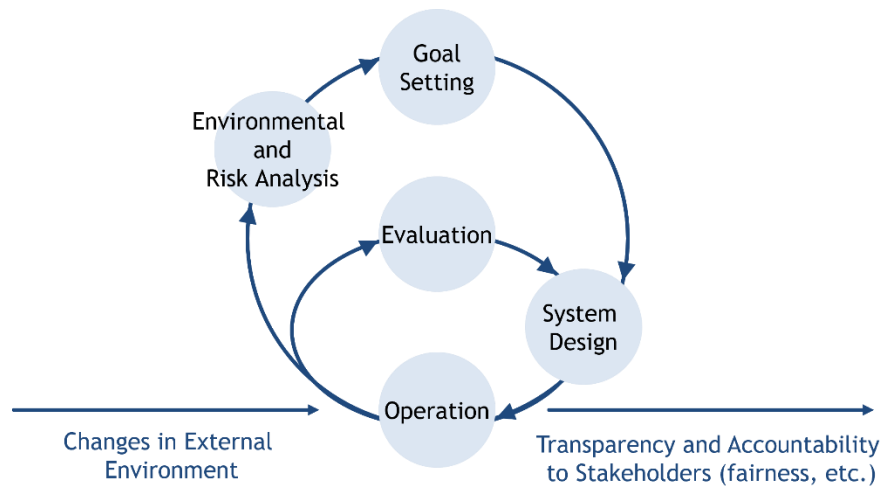 Goal
Setting
Environmental
and
Risk Analysis
Evaluation
System
Design
Operation
Changes in External
Environment
Transparency and Accountability
to Stakeholders (fairness, etc.)